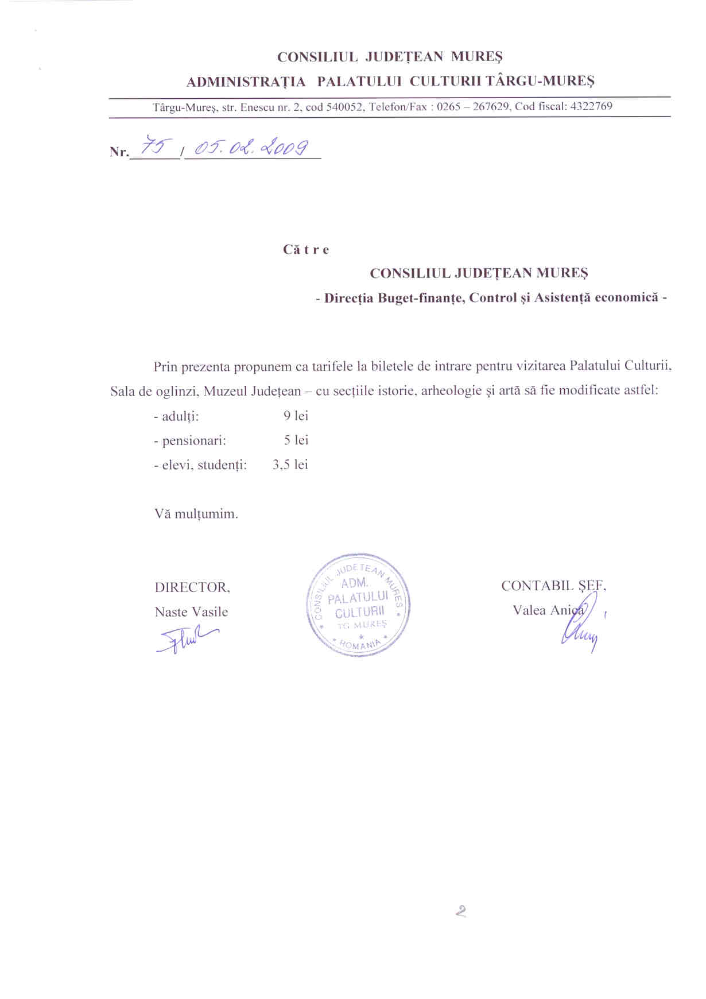 CONSILIUL JUDEȚEAN MUREȘ
ADMINISTRAȚIA PALATULUI CULTURII TÂRGU-MUREȘ
Târgu-Mureș, str. Enescu nr. 2, cod 540052, Telefon/Fax : 0265 – 267629, Cod fiscal: 4322769
Nr. 75 / 05.02.2009
Că t r e
CONSILIUL JUDEȚEAN MUREȘ
- Direcția Buget-finanțe, Control și Asistență economică -
Prin prezenta propunem ca tarifele la biletele de intrare pentru vizitarea Palatului Culturii,
Sala de oglinzi, Muzeul Județean – cu secțiile istorie, arheologie și artă să fie modificate astfel:
- adulți: 9 lei
- pensionari: 5 lei
- elevi, studenți: 3,5 lei
Vă mulțumim.
DIRECTOR,
Naste Vasile
CONSILIUL JUDETEAN MURES
ADM.
PALATULUI
CULTURII
TG MUREȘ
ROMANIA
CONTABIL ȘEF,
Valea Anica
2